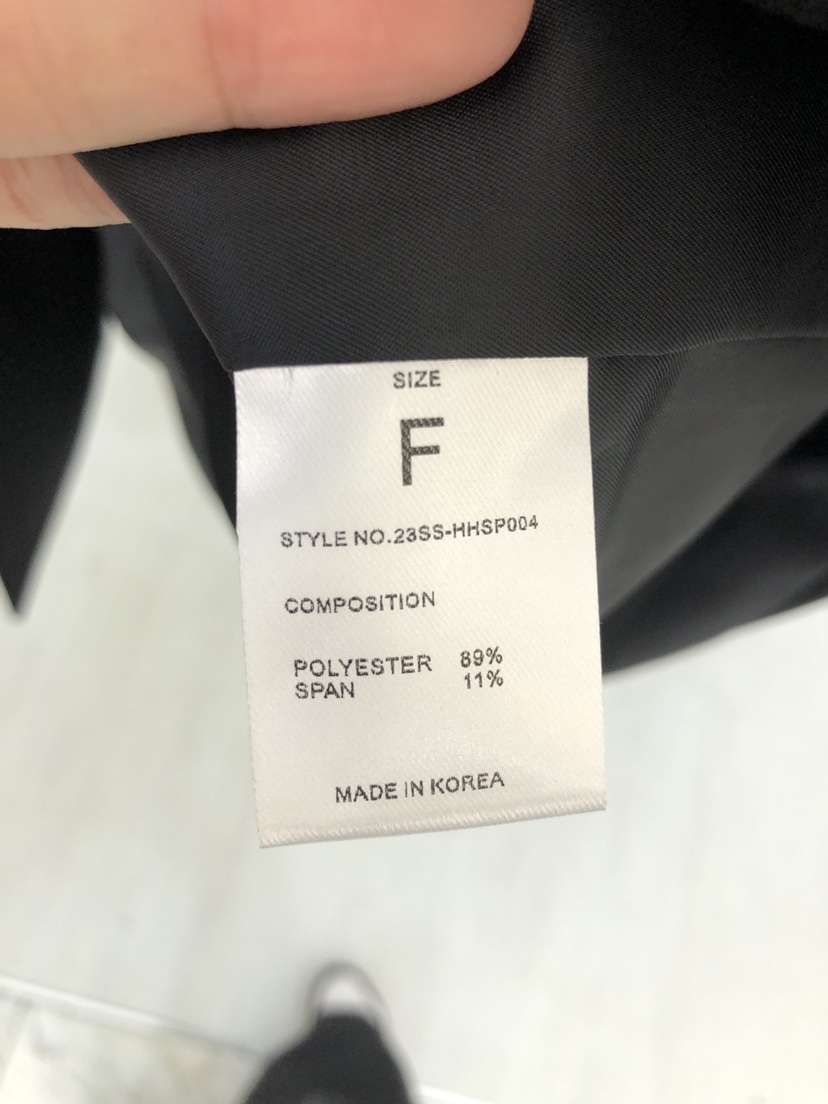 SIZE
F
STYLE NO.23SS-HHSP004
COMPOSITION
POLYESTER 89%
SPAN 11%
MADE IN KOREA